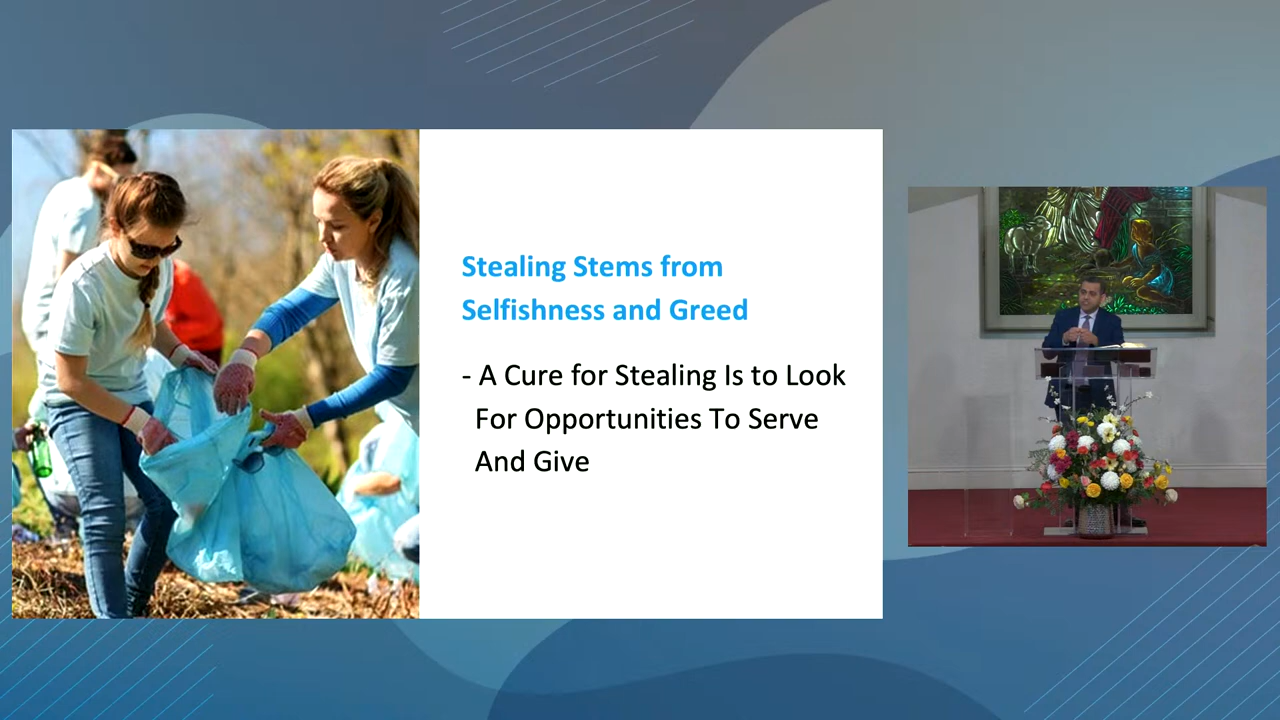 Stealing Stems from
Selfishness and Greed
- A Cure for Stealing Is to Look
For Opportunities To Serve
And Give